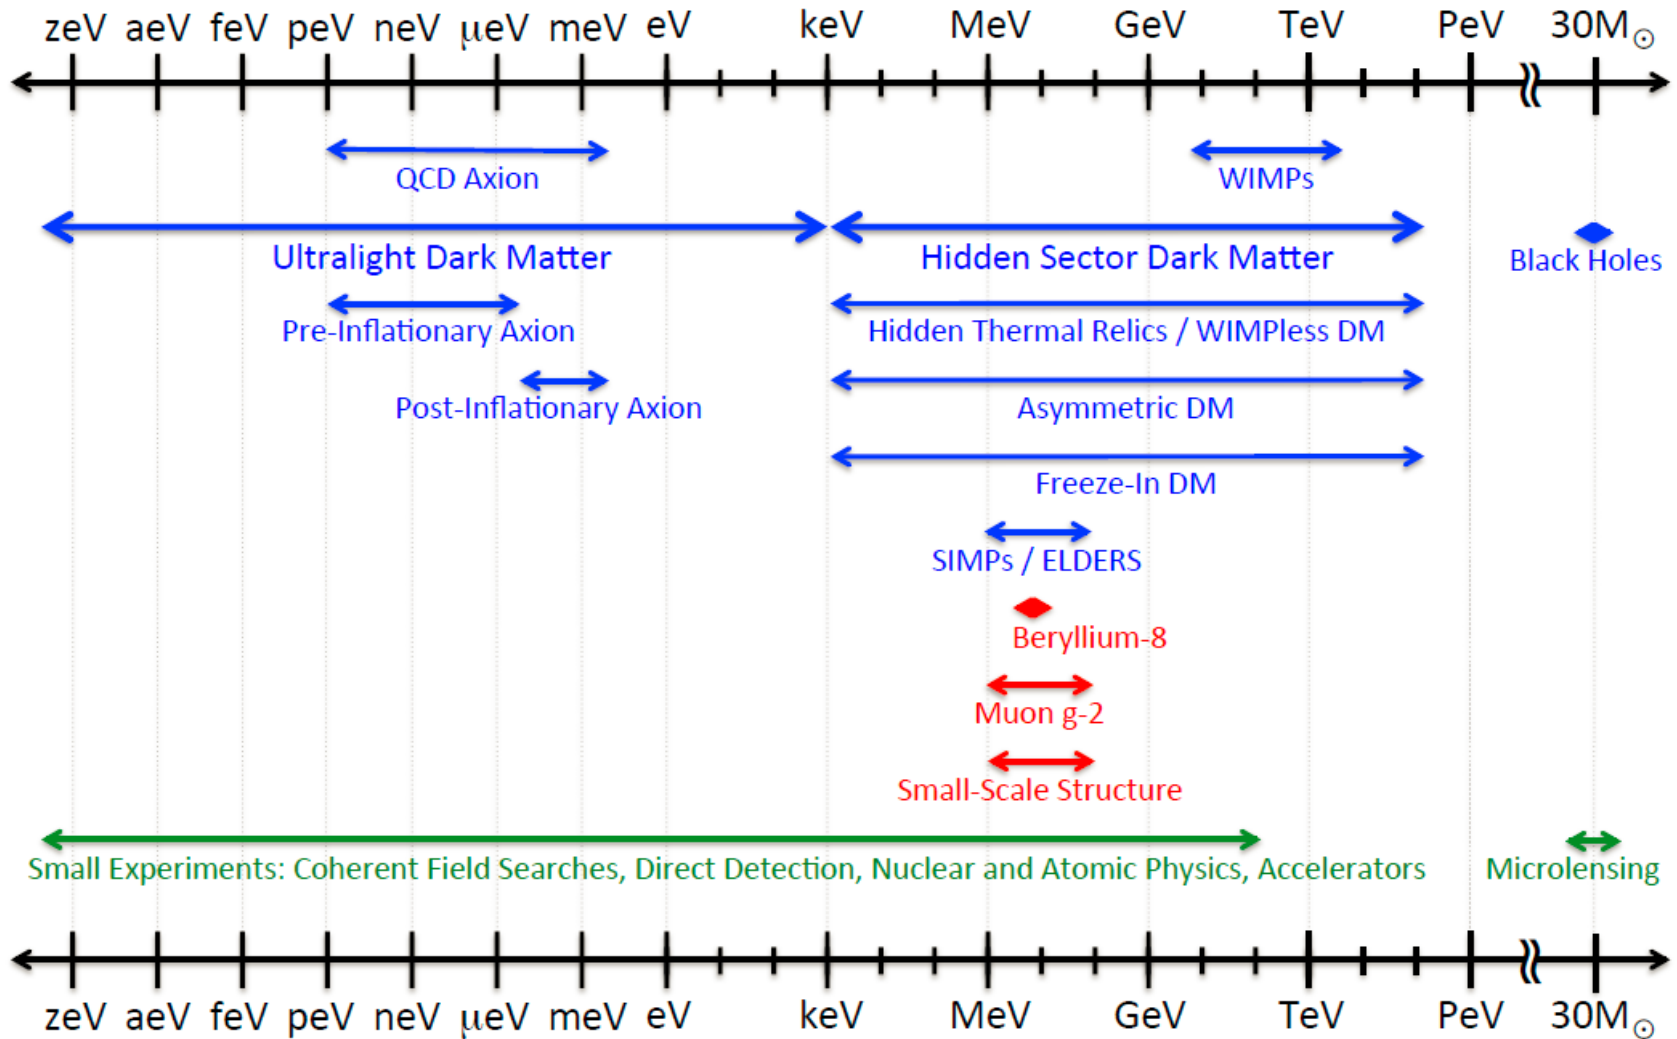 zeV aeV feV peV neV μeV meV eV keV MeV GeV TeV PeV 30M☉
QCD Axion WIMPs
Ultralight Dark Matter Hidden Sector Dark Matter Black Holes
Pre-Inflationary Axion Hidden Thermal Relics / WIMPless DM
Post-Inflationary Axion Asymmetric DM
Freeze-In DM
SIMPs / ELDERS
Beryllium-8
Muon g-2
Small-Scale Structure
Small Experiments: Coherent Field Searches, Direct Detection, Nuclear and Atomic Physics, Accelerators Microlensing
zeV aeV feV peV neV μeV meV eV keV MeV GeV TeV PeV 30M☉